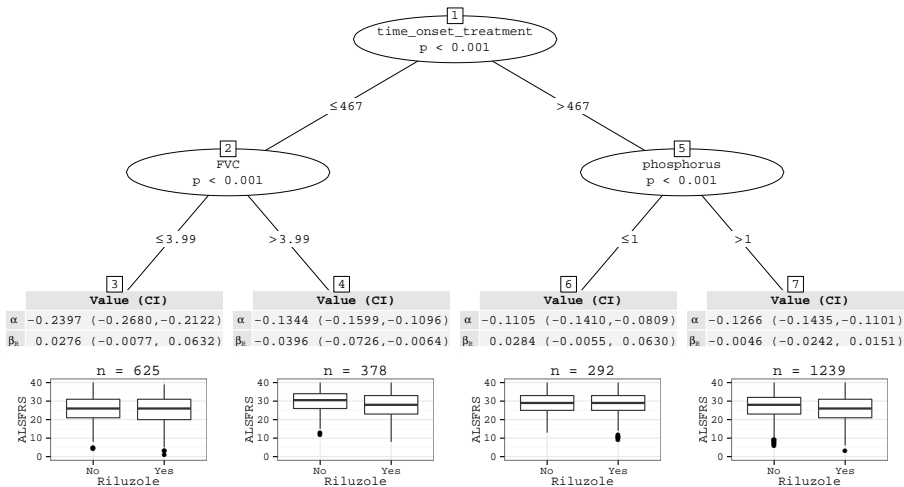 1
time_onset_treatment
p < 0.001
≤467
>467
2
FVC
p < 0.001
5
phosphorus
p < 0.001
≤3.99
>3.99
≤1
>1
3
Value (CI)
α -0.2397 (-0.2680,-0.2122)
βR 0.0276 (-0.0077, 0.0632)
4
Value (CI)
α -0.1344 (-0.1599,-0.1096)
βR -0.0396 (-0.0726,-0.0064)
6
Value (CI)
α -0.1105 (-0.1410,-0.0809)
βR 0.0284 (-0.0055, 0.0630)
7
Value (CI)
α -0.1266 (-0.1435,-0.1101)
βR -0.0046 (-0.0242, 0.0151)
n = 625
ALSFRS
40
30
20
10
0
No Yes
Riluzole
n = 378
ALSFRS
40
30
20
10
0
No Yes
Riluzole
n = 292
ALSFRS
40
30
20
10
0
No Yes
Riluzole
n = 1239
ALSFRS
40
30
20
10
0
No Yes
Riluzole